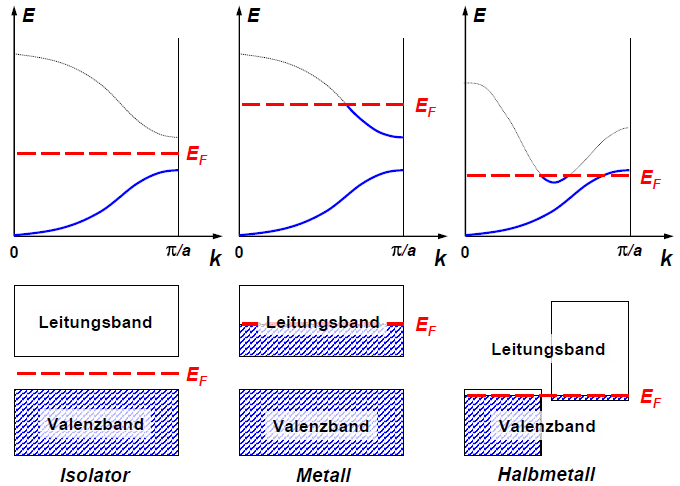 E
E
E
E_F
E_F
E_F
0
π/a
k
0
π/a
k
0
π/a
k
Leitungsband
Leitungsband
E_F
Leitungsband
E_F
E_F
Valenzband
Valenzband
Valenzband
Isolator
Metall
Halbmetall